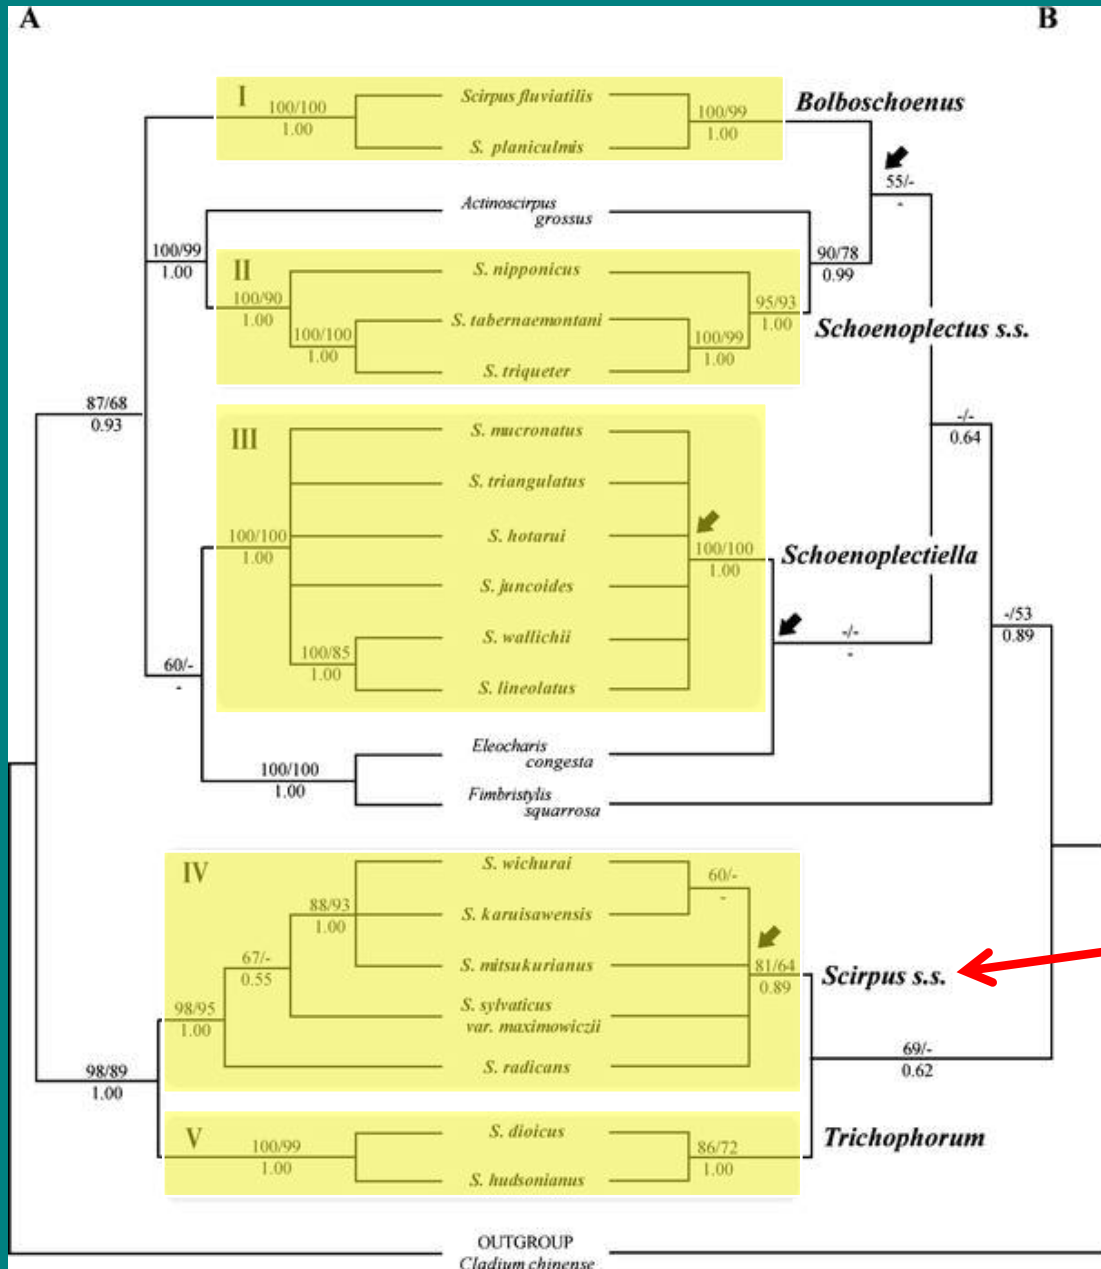 A
B
I
100/100
1.00
Scirpus fluviatilis
S. planiculmis
100/99
1.00
Bolboschoenus
55/-
-
Actinoscirpus
grossus
100/99
1.00
90/78
0.99
II
100/90
1.00
100/100
1.00
S. nipponicus
S. tabernaemontani
S. triqueter
95/93
1.00
100/99
1.00
Schoenoplectus s.s.
87/68
0.93
-/-
0.64
III
100/100
1.00
100/85
1.00
S. mucronatus
S. triangulatus
S. hotarui
S. juncoides
S. wallichii
S. lineolatus
100/100
1.00
Schoenoplectiella
-/-
-
-/53
0.89
60/-
-
100/100
1.00
Eleocharis
congesta
Fimbristylis
squarrosa
IV
88/93
1.00
67/-
0.55
98/95
1.00
S. wichurai
S. karuisawensis
S. mitsukurianus
S. sylvaticus
var. maximowiczii
S. radicans
60/-
-
81/64
0.89
Scirpus s.s.
69/-
0.62
98/89
1.00
V
100/99
1.00
S. dioicus
S. hudsonianus
86/72
1.00
Trichophorum
OUTGROUP
Cladium chinense